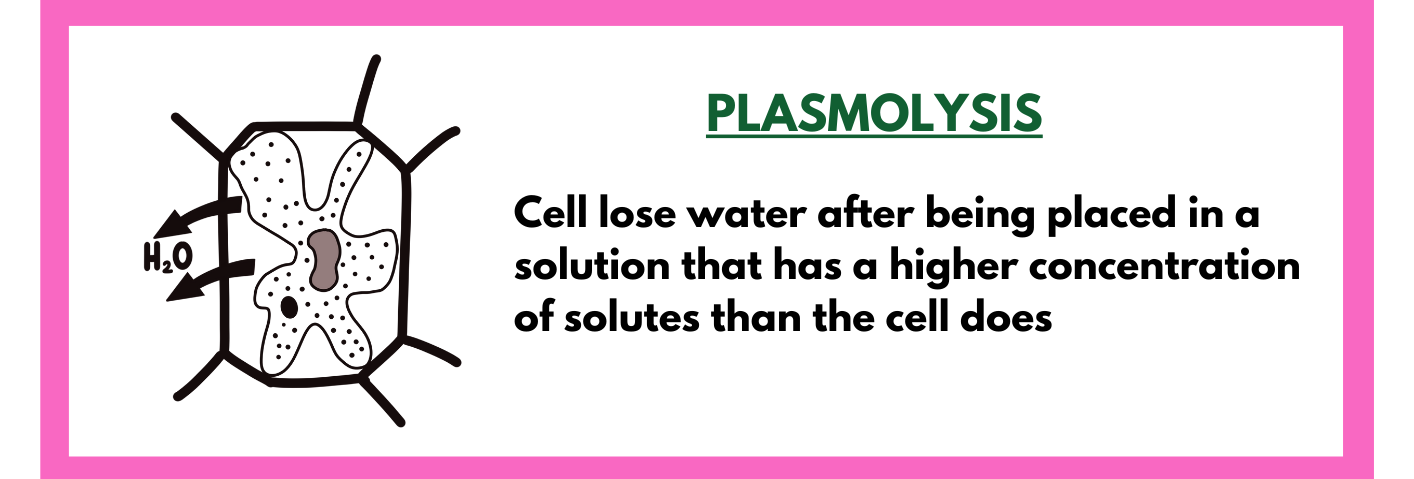 PLASMOLYSIS
Cell lose water after being placed in a
solution that has a higher concentration
of solutes than the cell does
H₂O